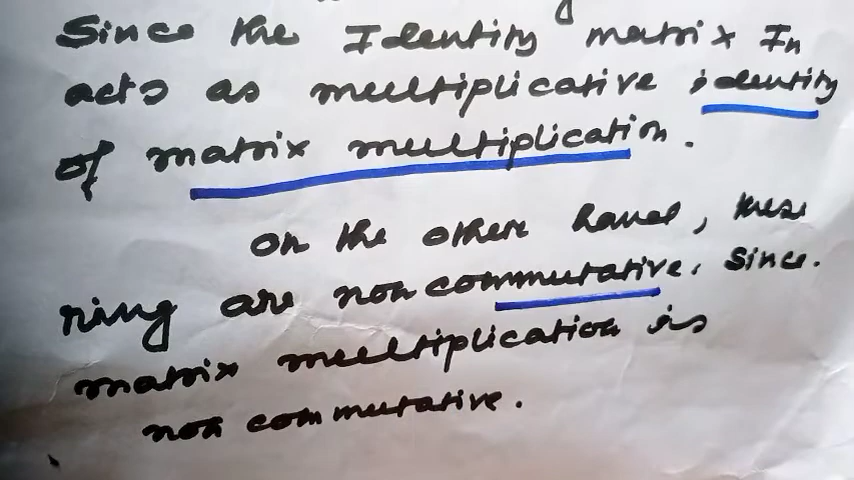 Since the Identity matrix In
acts as multiplicative identity
of matrix multiplication.
on the other hand, these
ring are non commutative, since.
matrix multiplication is
non commutative.